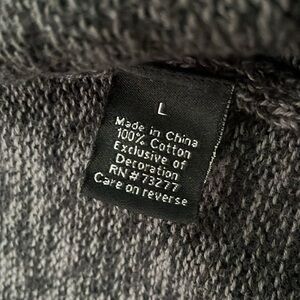 L
Made in China
100% Cotton
Exclusive of
Decoration
RN # 73277
Care on reverse